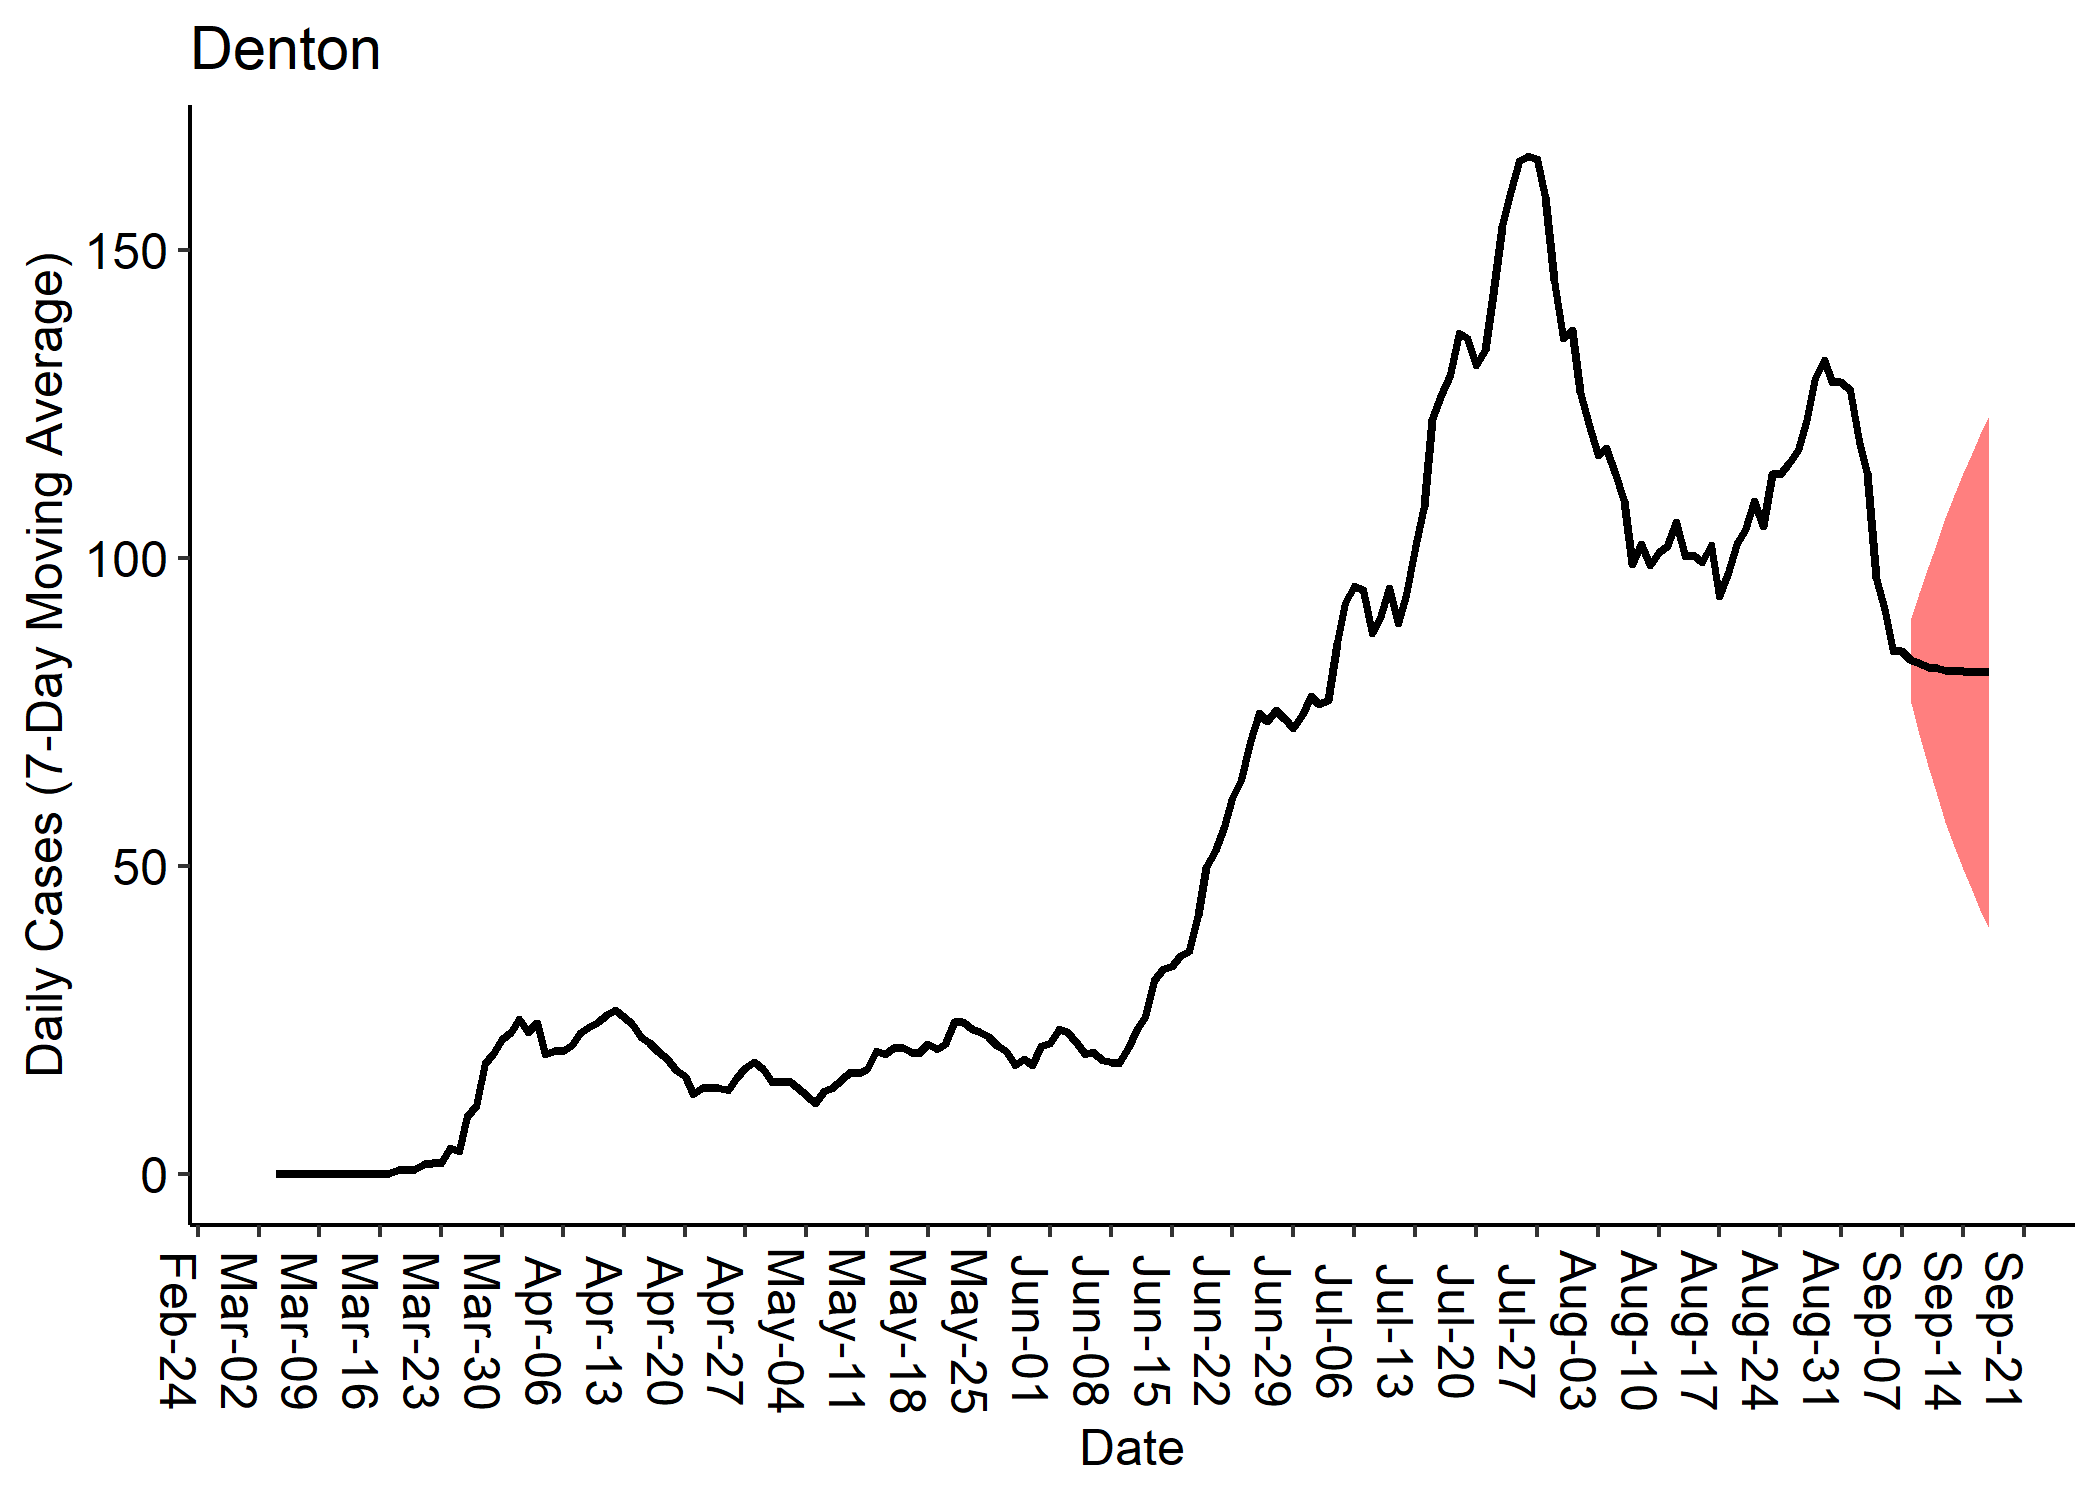 Denton
Daily Cases (7-Day Moving Average)
150
100
50
0
Feb-24
Mar-02
Mar-09
Mar-16
Mar-23
Mar-30
Apr-06
Apr-13
Apr-20
Apr-27
May-04
May-11
May-18
May-25
Jun-01
Jun-08
Jun-15
Jun-22
Jun-29
Jul-06
Jul-13
Jul-20
Jul-27
Aug-03
Aug-10
Aug-17
Aug-24
Aug-31
Sep-07
Sep-14
Sep-21
Date